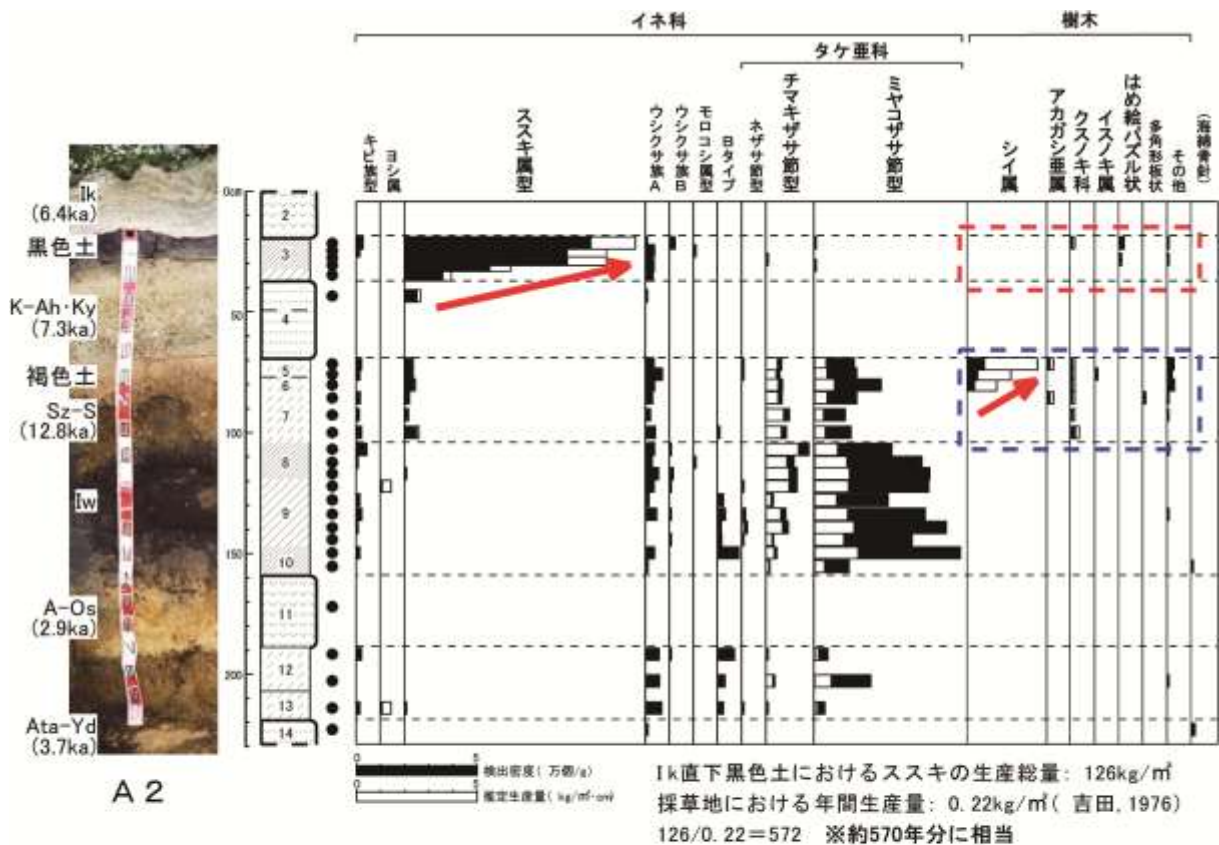 イネ科
樹木
タケ亜科
キビ族型
ヨシ属
ススキ属型
ウシクサ族A
ウシクサ族B
モロコシ属型
Bタイプ
ネザサ節型
チマキザサ節型
ミヤコザサ節型
シイ属
アカガシ亜属
クスノキ科
イスノキ属
はめ絵パズル状
多角形板状
その他
(海綿骨針)
Ik
(6.4ka)
黒色土
K-Ah・Ky
(7.3ka)
褐色土
Sz-S
(12.8ka)
Iw
A-Os
(2.9ka)
Ata-Yd
(3.7ka)
A 2
0cm
50
100
150
200
2
3
4
5
6
7
8
9
10
11
12
13
14
0 5
検出密度(万個/g)
0 5
推定生産量(kg/㎡・cm)
Ik直下黒色土におけるススキの生産総量: 126kg/㎡
採草地における年間生産量: 0.22kg/㎡(吉田,1976)
126/0.22=572 ※約570年分に相当